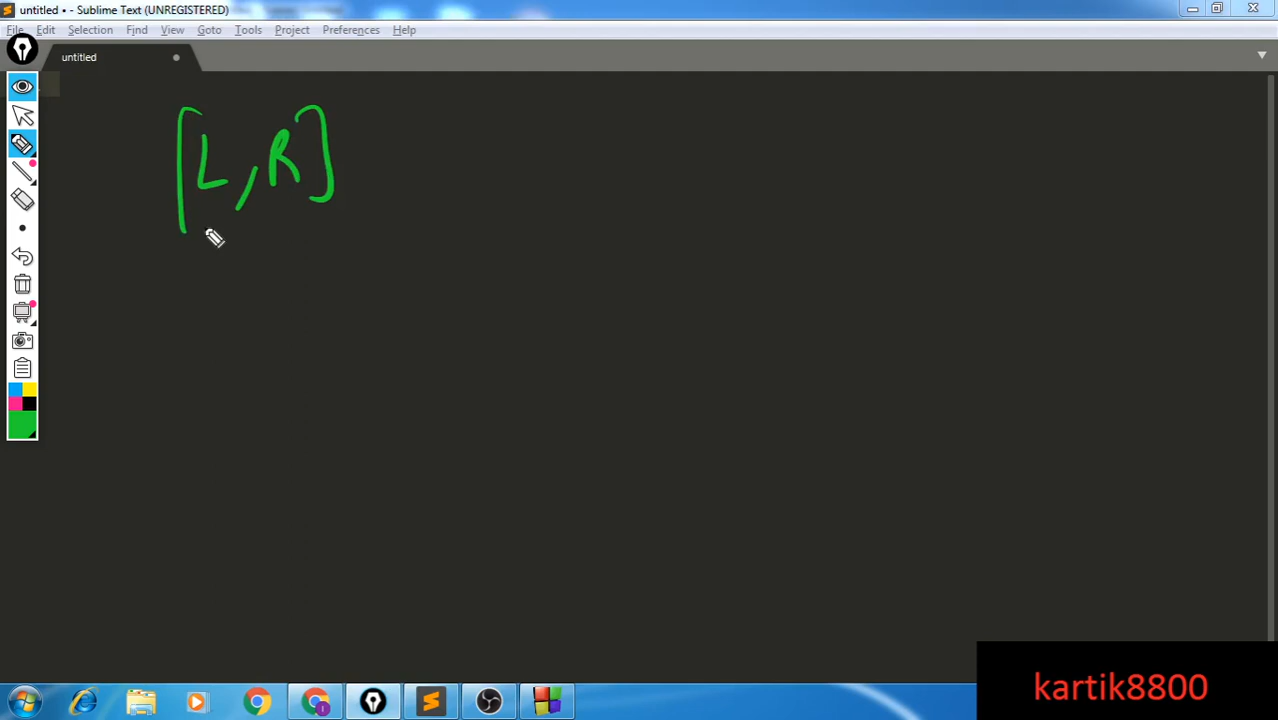 untitled • - Sublime Text (UNREGISTERED)
File Edit Selection Find View Goto Tools Project Preferences Help
untitled
[L, R]
kartik8800